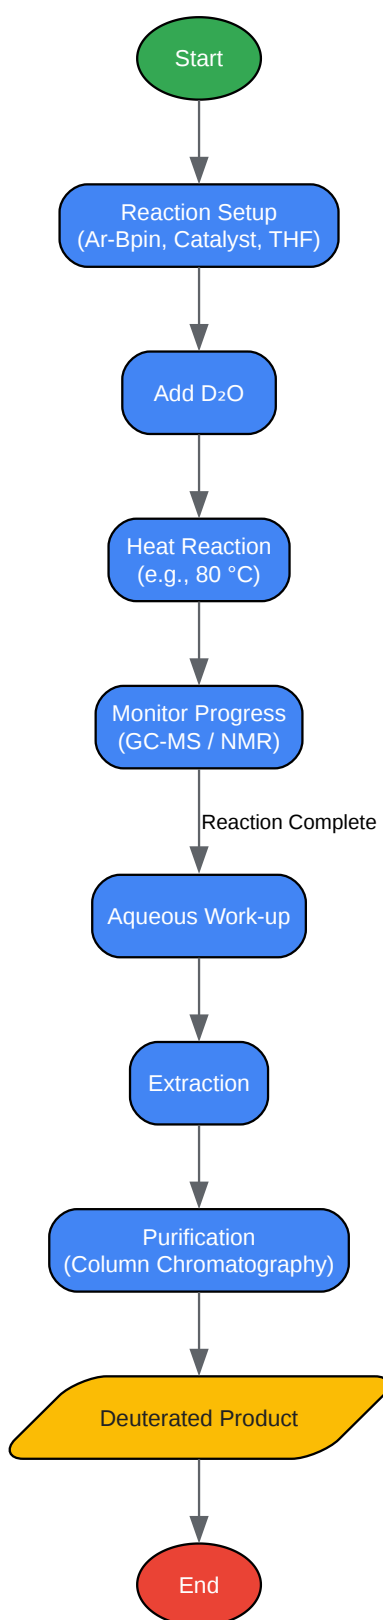 Start
Reaction Setup
(Ar-Bpin, Catalyst, THF)
Add D₂O
Heat Reaction
(e.g., 80 °C)
Monitor Progress
(GC-MS / NMR)
Reaction Complete
Aqueous Work-up
Extraction
Purification
(Column Chromatography)
Deuterated Product
End